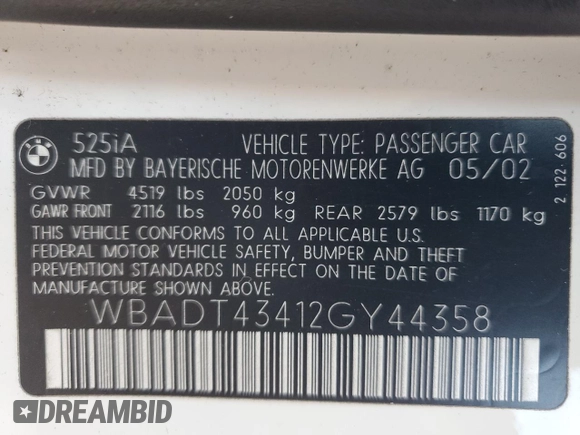 BMW
525iA VEHICLE TYPE: PASSENGER CAR
MFD BY BAYERISCHE MOTORENWERKE AG 05/02
GVWR 4519 lbs 2050 kg
GAWR FRONT 2116 lbs 960 kg REAR 2579 lbs 1170 kg
THIS VEHICLE CONFORMS TO ALL APPLICABLE U.S.
FEDERAL MOTOR VEHICLE SAFETY, BUMPER AND THEFT
PREVENTION STANDARDS IN EFFECT ON THE DATE OF
MANUFACTURE SHOWN ABOVE.
WBADT43412GY44358
2 122 606
DREAMBID